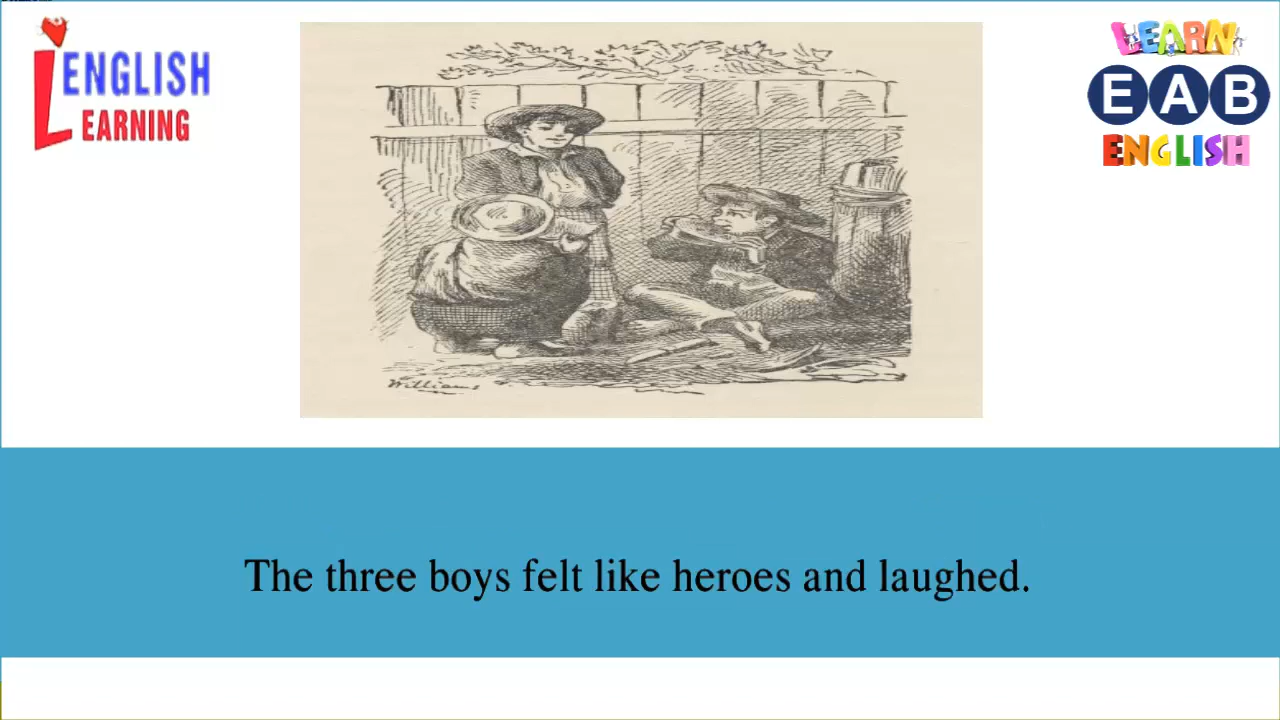 ENGLISH
LEARNING
LEARN
EAB
ENGLISH
Williams
The three boys felt like heroes and laughed.